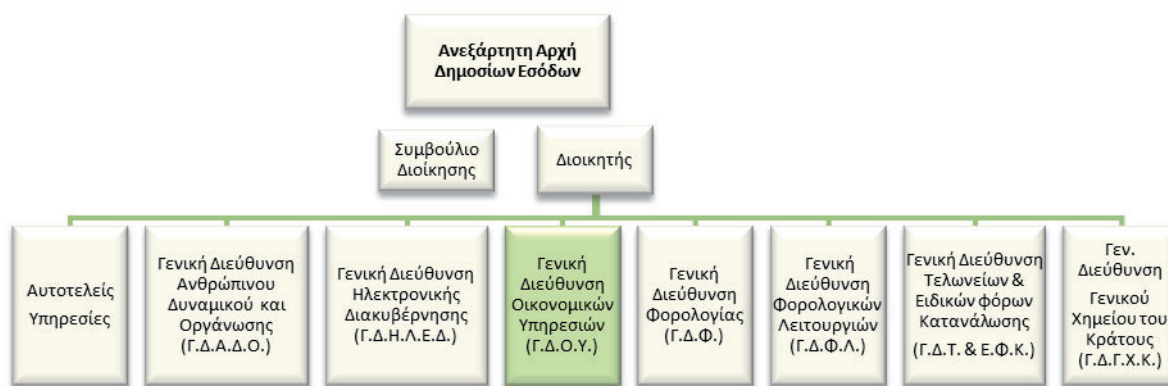 Ανεξάρτητη Αρχή
Δημοσίων Εσόδων
Συμβούλιο
Διοίκησης
Διοικητής
Αυτοτελείς
Υπηρεσίες
Γενική Διεύθυνση
Ανθρώπινου
Δυναμικού και
Οργάνωσης
(Γ.Δ.Α.Δ.Ο.)
Γενική Διεύθυνση
Ηλεκτρονικής
Διακυβέρνησης
(Γ.Δ.Η.Λ.Ε.Δ.)
Γενική
Διεύθυνση
Οικονομικών
Υπηρεσιών
(Γ.Δ.Ο.Υ.)
Γενική
Διεύθυνση
Φορολογίας
(Γ.Δ.Φ.)
Γενική
Διεύθυνση
Φορολογικών
Λειτουργιών
(Γ.Δ.Φ.Λ.)
Γενική Διεύθυνση
Τελωνείων &
Ειδικών φόρων
Κατανάλωσης
(Γ.Δ.Τ. & Ε.Φ.Κ.)
Γεν.
Διεύθυνση
Γενικού
Χημείου του
Κράτους
(Γ.Δ.Γ.Χ.Κ.)